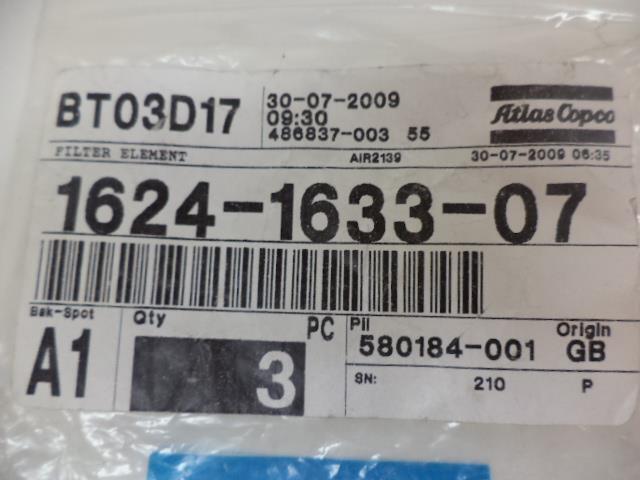 BT03D17
30-07-2009
09:30
486837-003 55
Atlas Copco
FILTER ELEMENT
AIR2139
30-07-2009 06:35
1624-1633-07
Bak-Spot
A1
Qty
3
PC
Pll
580184-001
Origin
GB
SN: 210 P